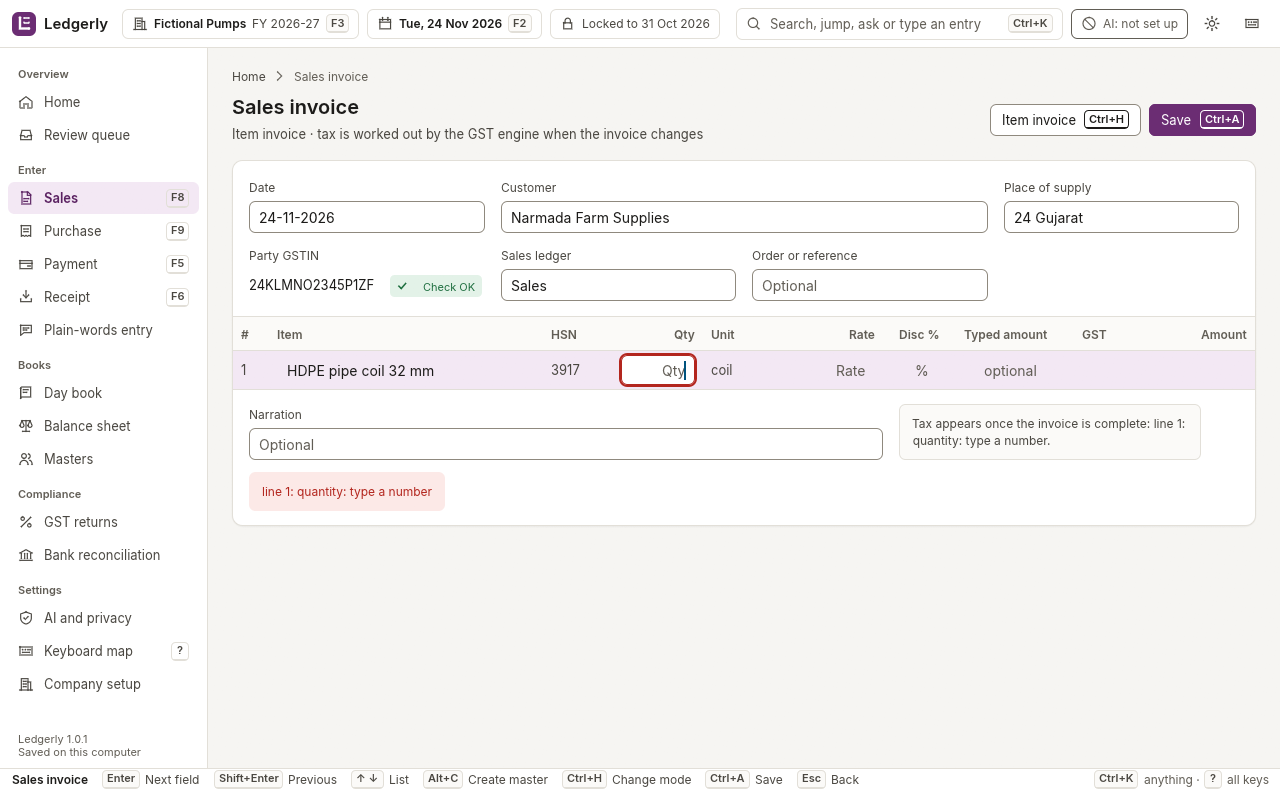 Ledgerly
Fictional Pumps FY 2026-27 F3
Tue, 24 Nov 2026 F2
Locked to 31 Oct 2026
Search, jump, ask or type an entry Ctrl+K
AI: not set up
Overview
Home
Review queue
Enter
Sales F8
Purchase F9
Payment F5
Receipt F6
Plain-words entry
Books
Day book
Balance sheet
Masters
Compliance
GST returns
Bank reconciliation
Settings
AI and privacy
Keyboard map ?
Company setup
Ledgerly 1.0.1
Saved on this computer
Home Sales invoice
Sales invoice
Item invoice · tax is worked out by the GST engine when the invoice changes
Item invoice Ctrl+H
Save Ctrl+A
Date Customer Place of supply
24-11-2026 Narmada Farm Supplies 24 Gujarat
Party GSTIN Sales ledger Order or reference
24KLMNO2345P1ZF Check OK Sales Optional
# Item HSN Qty Unit Rate Disc % Typed amount GST Amount
1 HDPE pipe coil 32 mm 3917 Qty coil Rate % optional
Narration
Optional
Tax appears once the invoice is complete: line 1:
quantity: type a number.
line 1: quantity: type a number
Sales invoice Enter Next field Shift+Enter Previous ↑ ↓ List Alt+C Create master Ctrl+H Change mode Ctrl+A Save Esc Back Ctrl+K anything · ? all keys